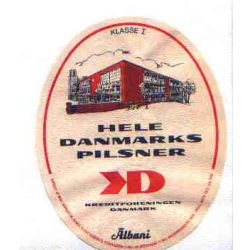 KLASSE I
HELE
DANMARKS
PILSNER
KD
KREDITFORENINGEN
DANMARK
Albani